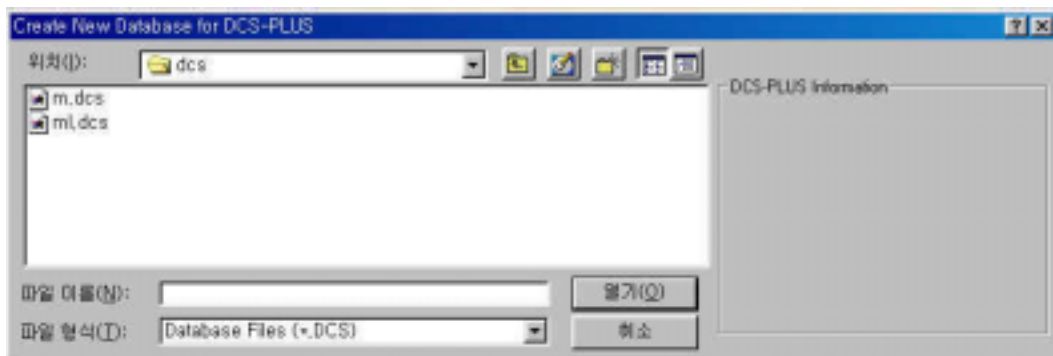 Create New Database for DCS-PLUS
위치(I):
dcs
m.dcs
ml.dcs
DCS-PLUS Information
파일 이름(N):
열기(O)
파일 형식(T):
Database Files (*.DCS)
취소